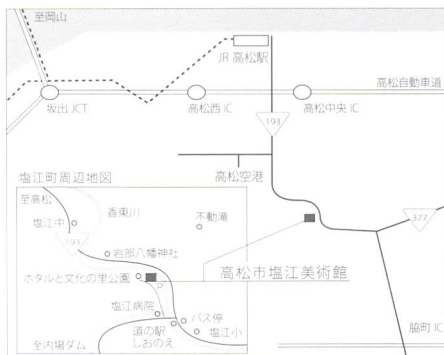 至岡山
JR 高松駅
高松自動車道
坂出 JCT
高松西 IC
高松中央 IC
193
高松空港
塩江町周辺地図
至高松
香東川
不動滝
塩江中
193
377
岩部八幡神社
ホタルと文化の里公園
P
高松市塩江美術館
塩江病院
バス停
道の駅
しおのえ
塩江小
至内場ダム
脇町 IC